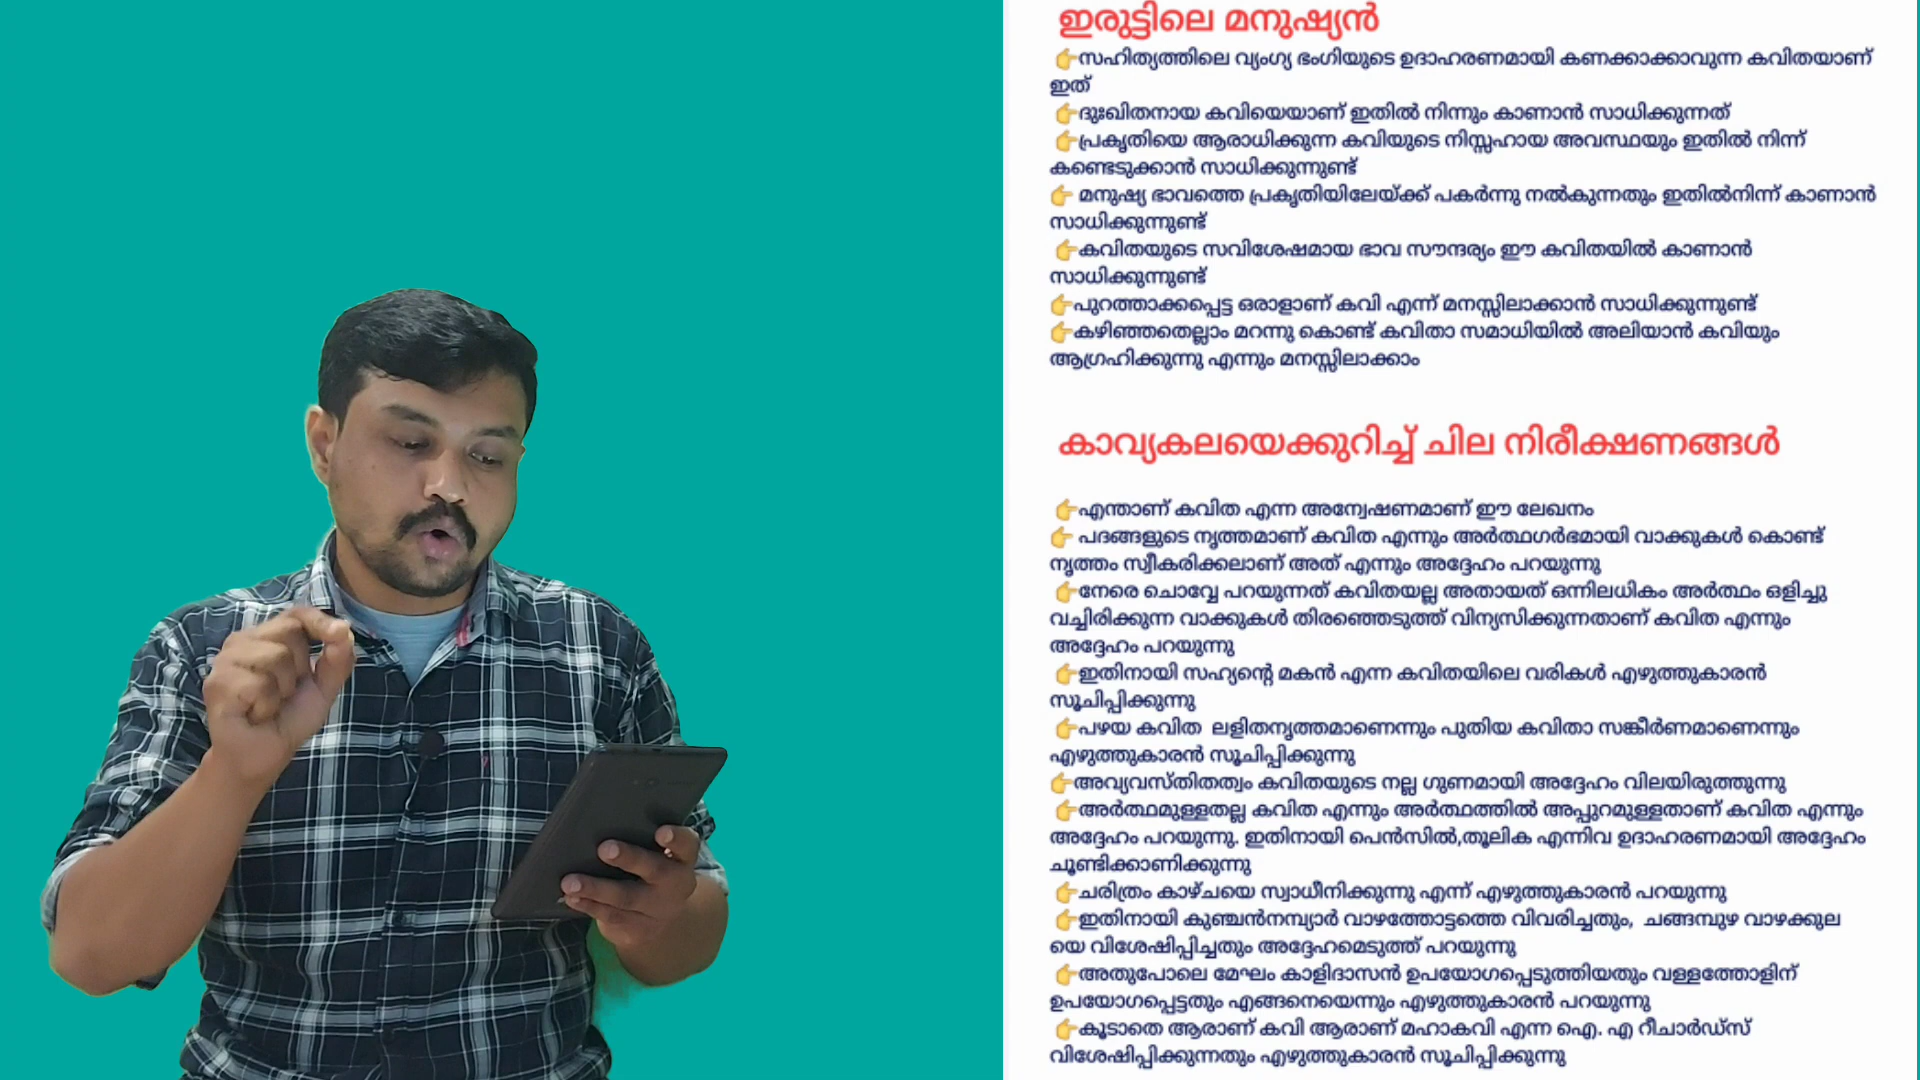 ഇരുട്ടിലെ മനുഷ്യൻ
👉സഹിത്യത്തിലെ വ്യംഗ്യ ഭംഗിയുടെ ഉദാഹരണമായി കണക്കാക്കാവുന്ന കവിതയാണ്
ഇത്
👉ദുഃഖിതനായ കവിയെയാണ് ഇതിൽ നിന്നും കാണാൻ സാധിക്കുന്നത്
👉പ്രകൃതിയെ ആരാധിക്കുന്ന കവിയുടെ നിസ്സഹായ അവസ്ഥയും ഇതിൽ നിന്ന്
കണ്ടെടുക്കാൻ സാധിക്കുന്നുണ്ട്
👉 മനുഷ്യ ഭാവത്തെ പ്രകൃതിയിലേയ്ക്ക് പകർന്നു നൽകുന്നതും ഇതിൽനിന്ന് കാണാൻ
സാധിക്കുന്നുണ്ട്
👉കവിതയുടെ സവിശേഷമായ ഭാവ സൗന്ദര്യം ഈ കവിതയിൽ കാണാൻ
സാധിക്കുന്നുണ്ട്
👉പുറത്താക്കപ്പെട്ട ഒരാളാണ് കവി എന്ന് മനസ്സിലാക്കാൻ സാധിക്കുന്നുണ്ട്
👉കഴിഞ്ഞതെല്ലാം മറന്നു കൊണ്ട് കവിതാ സമാധിയിൽ അലിയാൻ കവിയും
ആഗ്രഹിക്കുന്നു എന്നും മനസ്സിലാക്കാം
കാവ്യകലയെക്കുറിച്ച് ചില നിരീക്ഷണങ്ങൾ
👉എന്താണ് കവിത എന്ന അന്വേഷണമാണ് ഈ ലേഖനം
👉 പദങ്ങളുടെ നൃത്തമാണ് കവിത എന്നും അർത്ഥഗർഭമായി വാക്കുകൾ കൊണ്ട്
നൃത്തം സ്വീകരിക്കലാണ് അത് എന്നും അദ്ദേഹം പറയുന്നു
👉നേരെ ചൊവ്വേ പറയുന്നത് കവിതയല്ല അതായത് ഒന്നിലധികം അർത്ഥം ഒളിച്ചു
വച്ചിരിക്കുന്ന വാക്കുകൾ തിരഞ്ഞെടുത്ത് വിന്യസിക്കുന്നതാണ് കവിത എന്നും
അദ്ദേഹം പറയുന്നു
👉ഇതിനായി സഹ്യന്റെ മകൻ എന്ന കവിതയിലെ വരികൾ എഴുത്തുകാരൻ
സൂചിപ്പിക്കുന്നു
👉പഴയ കവിത ലളിതനൃത്തമാണെന്നും പുതിയ കവിതാ സങ്കീർണമാണെന്നും
എഴുത്തുകാരൻ സൂചിപ്പിക്കുന്നു
👉അവ്യവസ്തിതത്വം കവിതയുടെ നല്ല ഗുണമായി അദ്ദേഹം വിലയിരുത്തുന്നു
👉അർത്ഥമുള്ളതല്ല കവിത എന്നും അർത്ഥത്തിൽ അപ്പുറമുള്ളതാണ് കവിത എന്നും
അദ്ദേഹം പറയുന്നു. ഇതിനായി പെൻസിൽ,തൂലിക എന്നിവ ഉദാഹരണമായി അദ്ദേഹം
ചൂണ്ടിക്കാണിക്കുന്നു
👉ചരിത്രം കാഴ്ചയെ സ്വാധീനിക്കുന്നു എന്ന് എഴുത്തുകാരൻ പറയുന്നു
👉ഇതിനായി കുഞ്ചൻനമ്പ്യാർ വാഴത്തോട്ടത്തെ വിവരിച്ചതും, ചങ്ങമ്പുഴ വാഴക്കുല
യെ വിശേഷിപ്പിച്ചതും അദ്ദേഹമെടുത്ത് പറയുന്നു
👉അതുപോലെ മേഘം കാളിദാസൻ ഉപയോഗപ്പെടുത്തിയതും വള്ളത്തോളിന്
ഉപയോഗപ്പെട്ടതും എങ്ങനെയെന്നും എഴുത്തുകാരൻ പറയുന്നു
👉കൂടാതെ ആരാണ് കവി ആരാണ് മഹാകവി എന്ന ഐ. എ റീചാർഡ്സ്
വിശേഷിപ്പിക്കുന്നതും എഴുത്തുകാരൻ സൂചിപ്പിക്കുന്നു